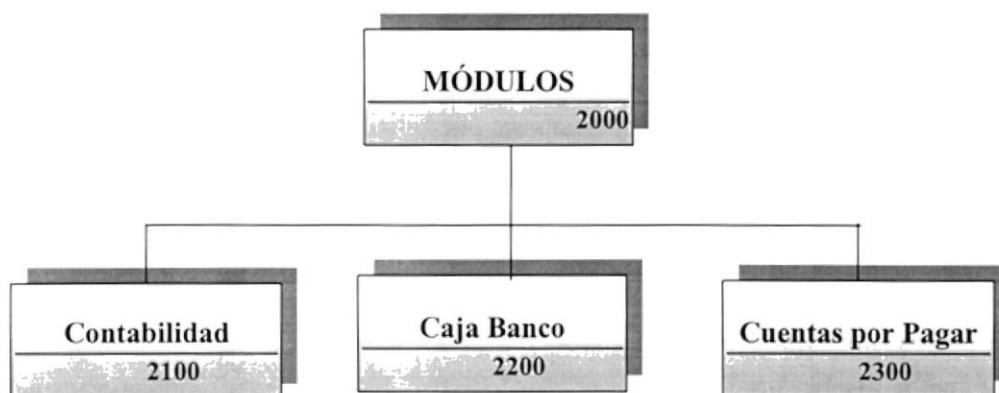 MÓDULOS
2000
Contabilidad
2100
Caja Banco
2200
Cuentas por Pagar
2300